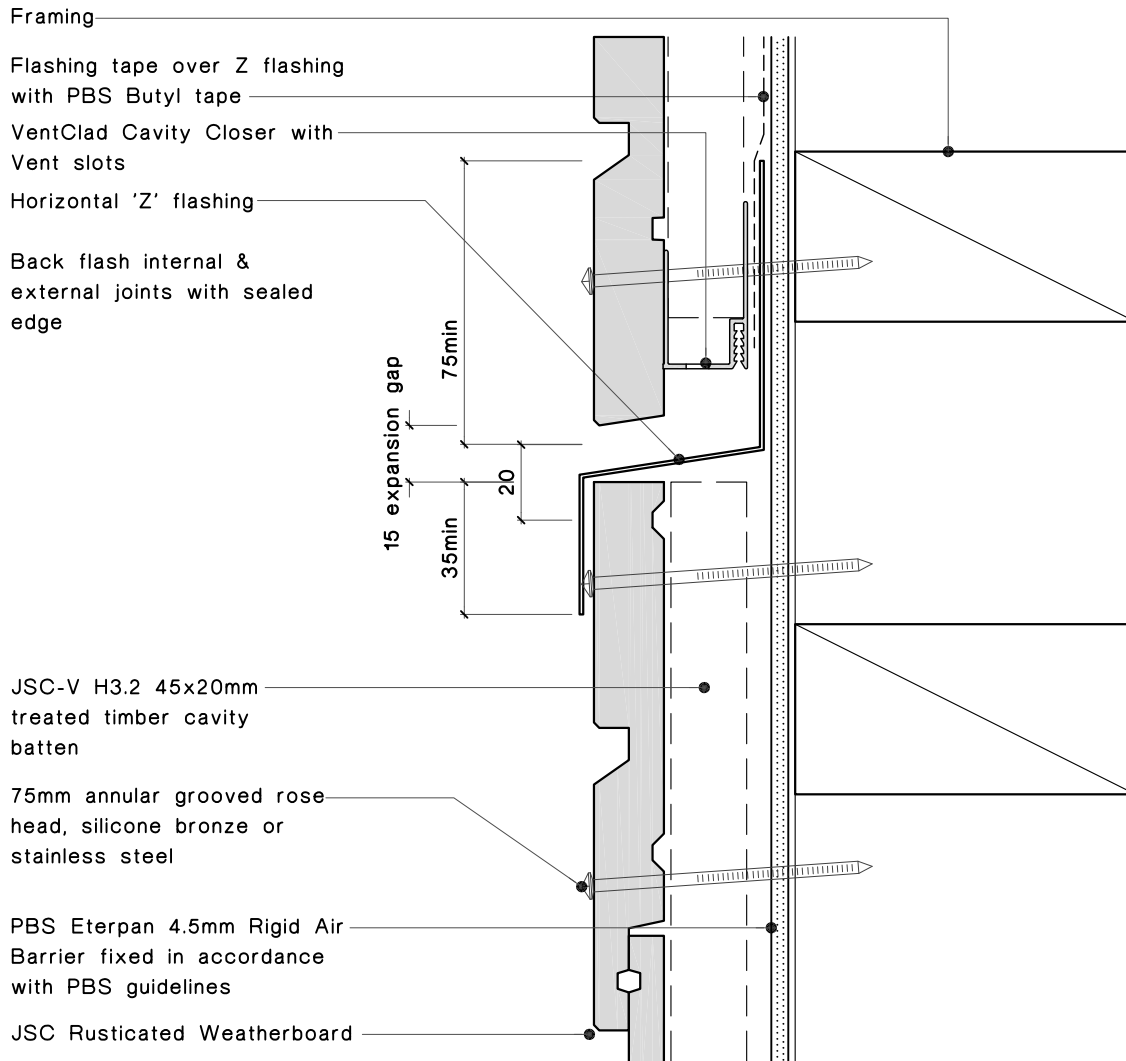 Framing
Flashing tape over Z flashing
with PBS Butyl tape
VentClad Cavity Closer with
Vent slots
Horizontal 'Z' flashing
Back flash internal &
external joints with sealed
edge
75min
15 expansion gap
20
35min
JSC-V H3.2 45x20mm
treated timber cavity
batten
75mm annular grooved rose
head, silicone bronze or
stainless steel
PBS Eterpan 4.5mm Rigid Air
Barrier fixed in accordance
with PBS guidelines
JSC Rusticated Weatherboard